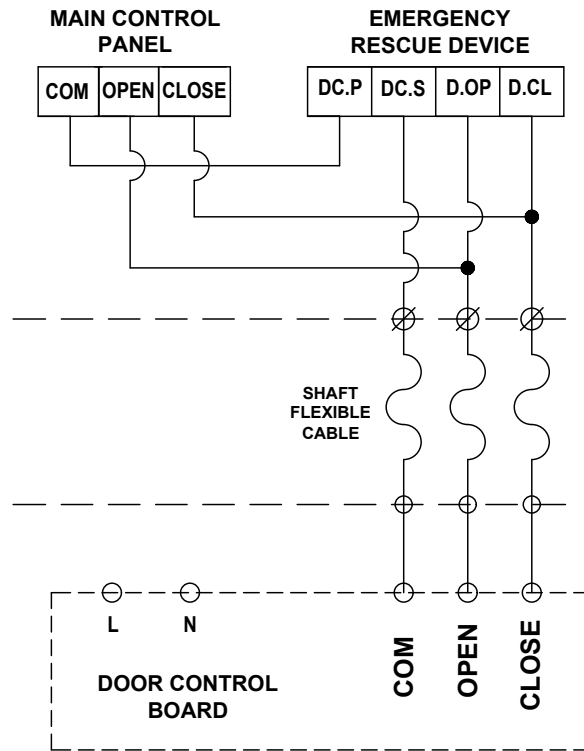 MAIN CONTROL
PANEL
EMERGENCY
RESCUE DEVICE
COM OPEN CLOSE
DC.P DC.S D.OP D.CL
SHAFT
FLEXIBLE
CABLE
L N
COM OPEN CLOSE
DOOR CONTROL
BOARD